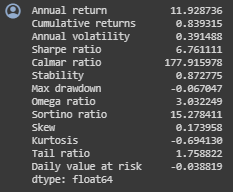 Annual return 11.928736
Cumulative returns 0.839315
Annual volatility 0.391488
Sharpe ratio 6.761111
Calmar ratio 177.915978
Stability 0.872775
Max drawdown -0.067047
Omega ratio 3.032249
Sortino ratio 15.278411
Skew 0.173958
Kurtosis -0.694130
Tail ratio 1.758822
Daily value at risk -0.038819
dtype: float64